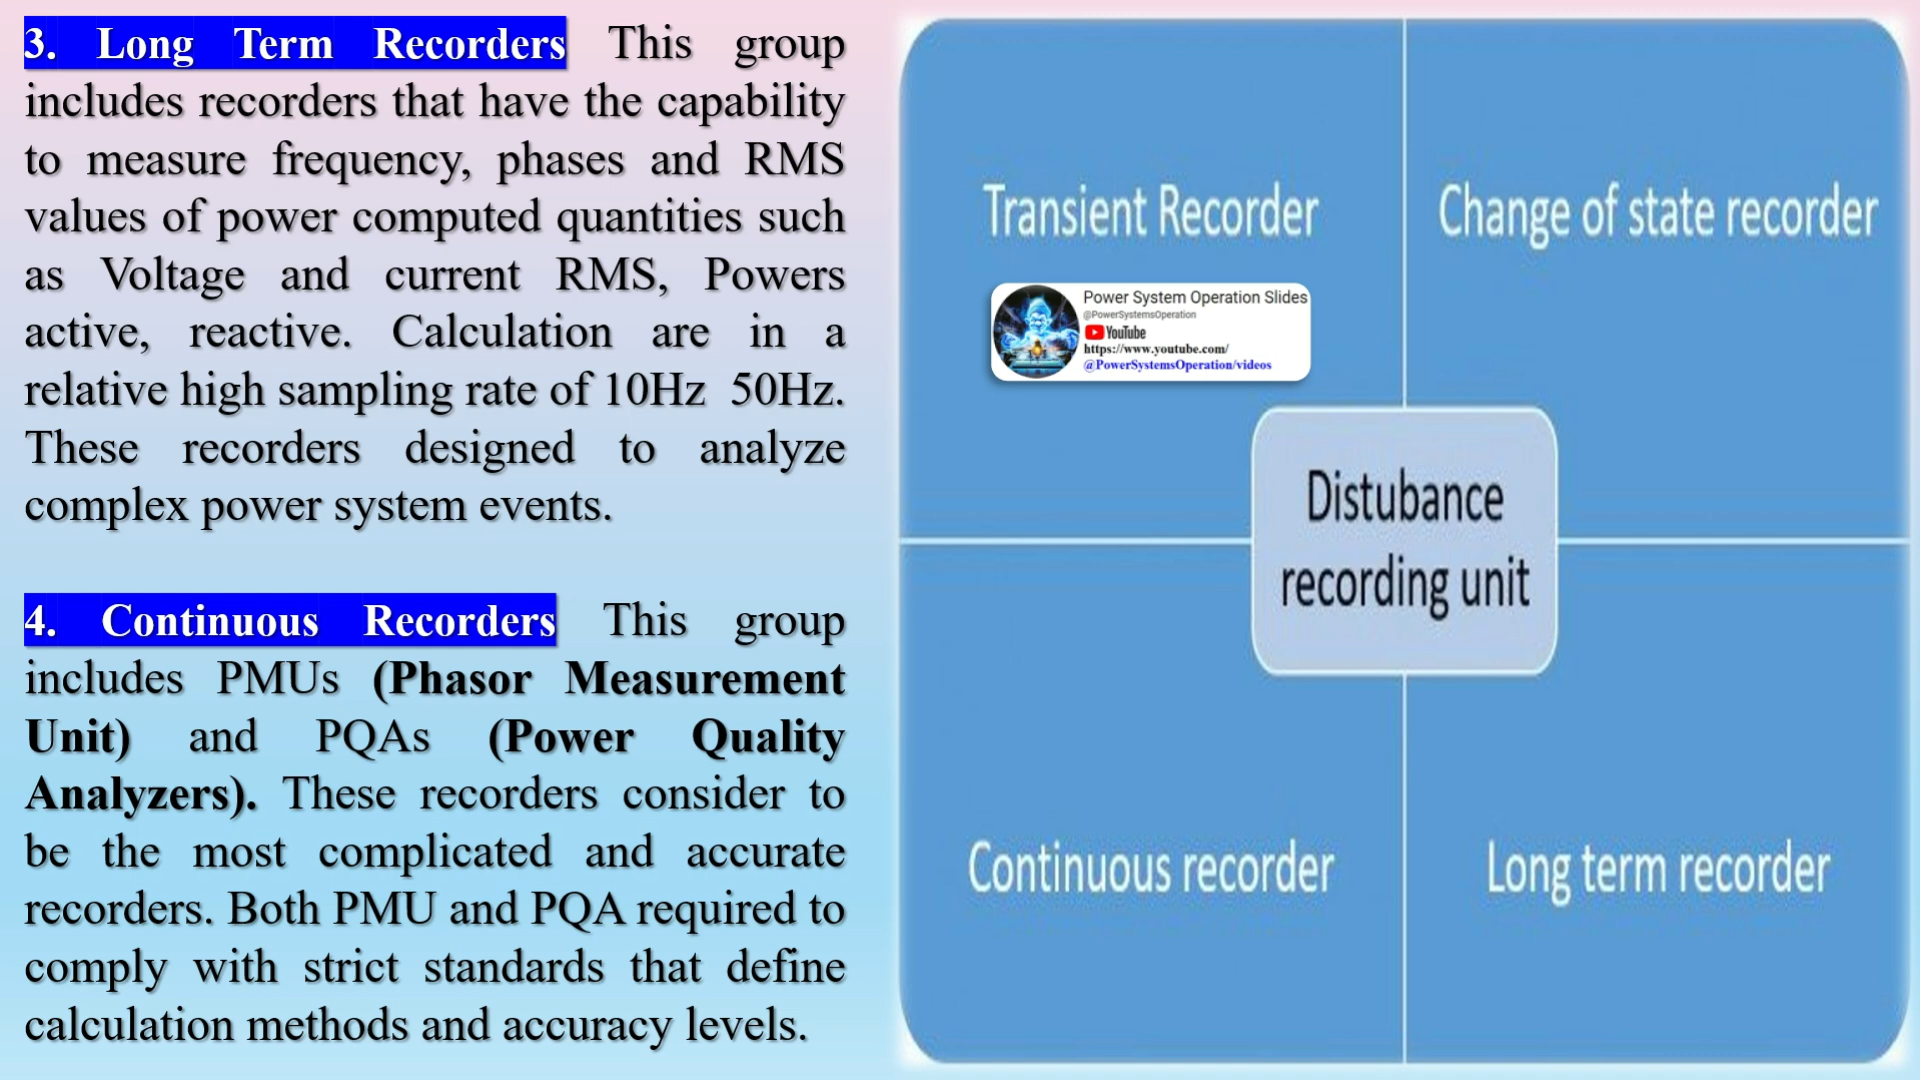 3. Long Term Recorders This group
includes recorders that have the capability
to measure frequency, phases and RMS
values of power computed quantities such
as Voltage and current RMS, Powers
active, reactive. Calculation are in a
relative high sampling rate of 10Hz 50Hz.
These recorders designed to analyze
complex power system events.
4. Continuous Recorders This group
includes PMUs (Phasor Measurement
Unit) and PQAs (Power Quality
Analyzers). These recorders consider to
be the most complicated and accurate
recorders. Both PMU and PQA required to
comply with strict standards that define
calculation methods and accuracy levels.
Transient Recorder
Change of state recorder
Power System Operation Slides
@PowerSystemsOperation
YouTube
https://www.youtube.com/
@PowerSystemsOperation/videos
Distubance
recording unit
Continuous recorder
Long term recorder